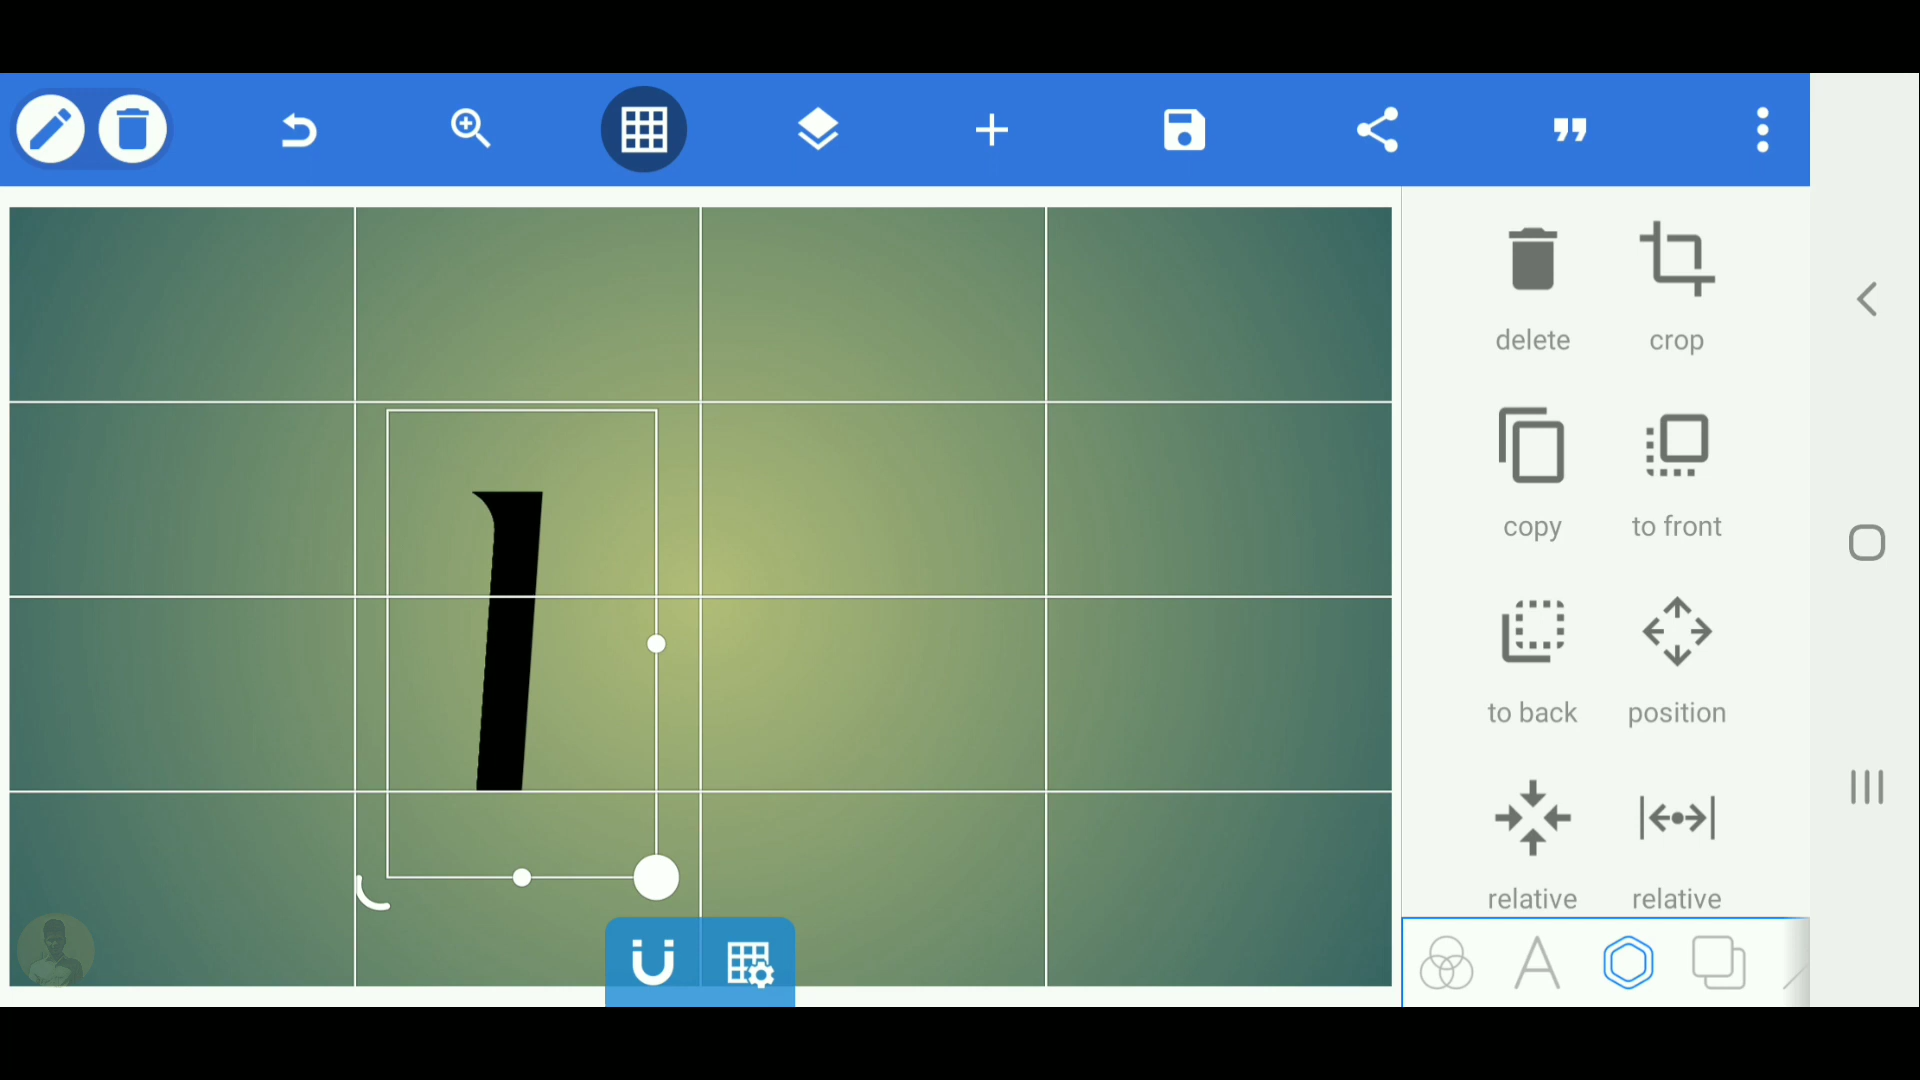 delete
crop
copy
to front
to back
position
relative
relative